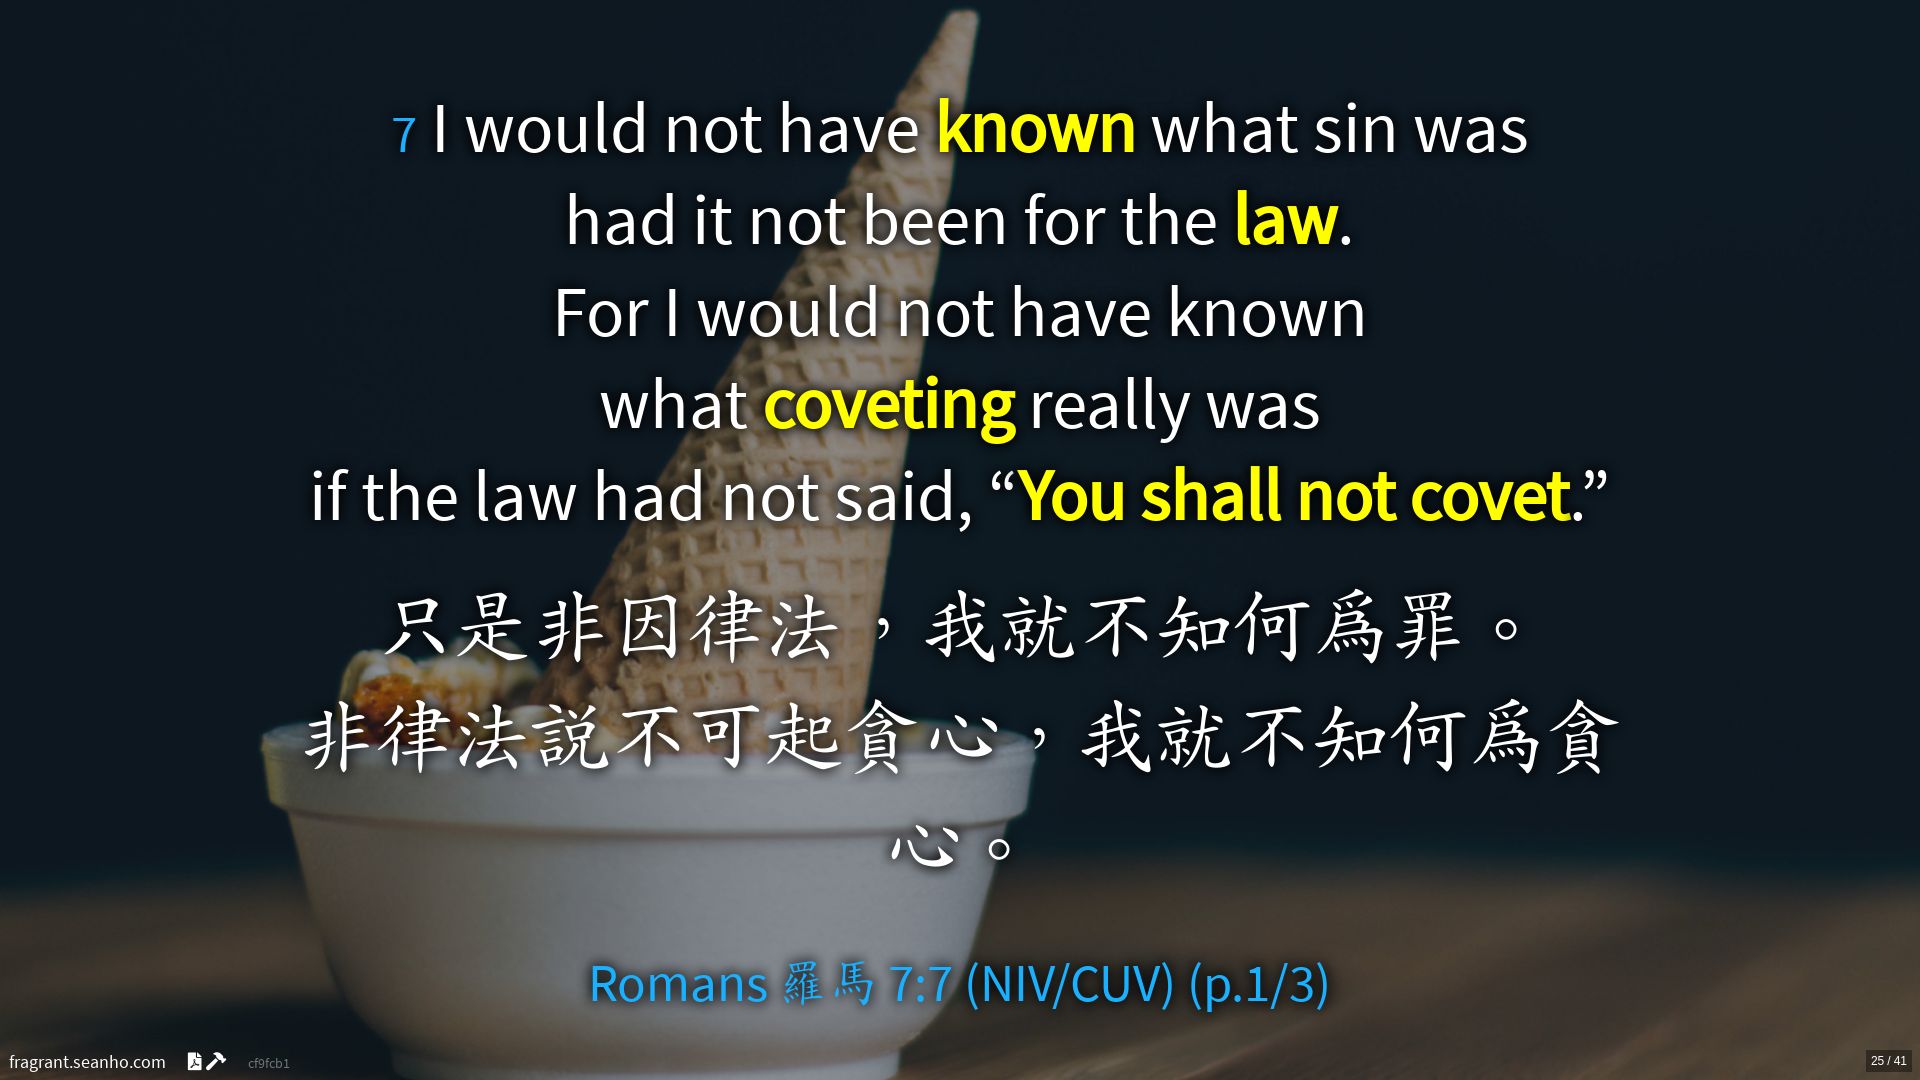 7 I would not have known what sin was
had it not been for the law.
For I would not have known
what coveting really was
if the law had not said, “You shall not covet.”
只是非因律法，我就不知何爲罪。
非律法説不可起貪心，我就不知何爲貪
心。
Romans 羅馬 7:7 (NIV/CUV) (p.1/3)
fragrant.seanho.com cf9fcb1
25 / 41